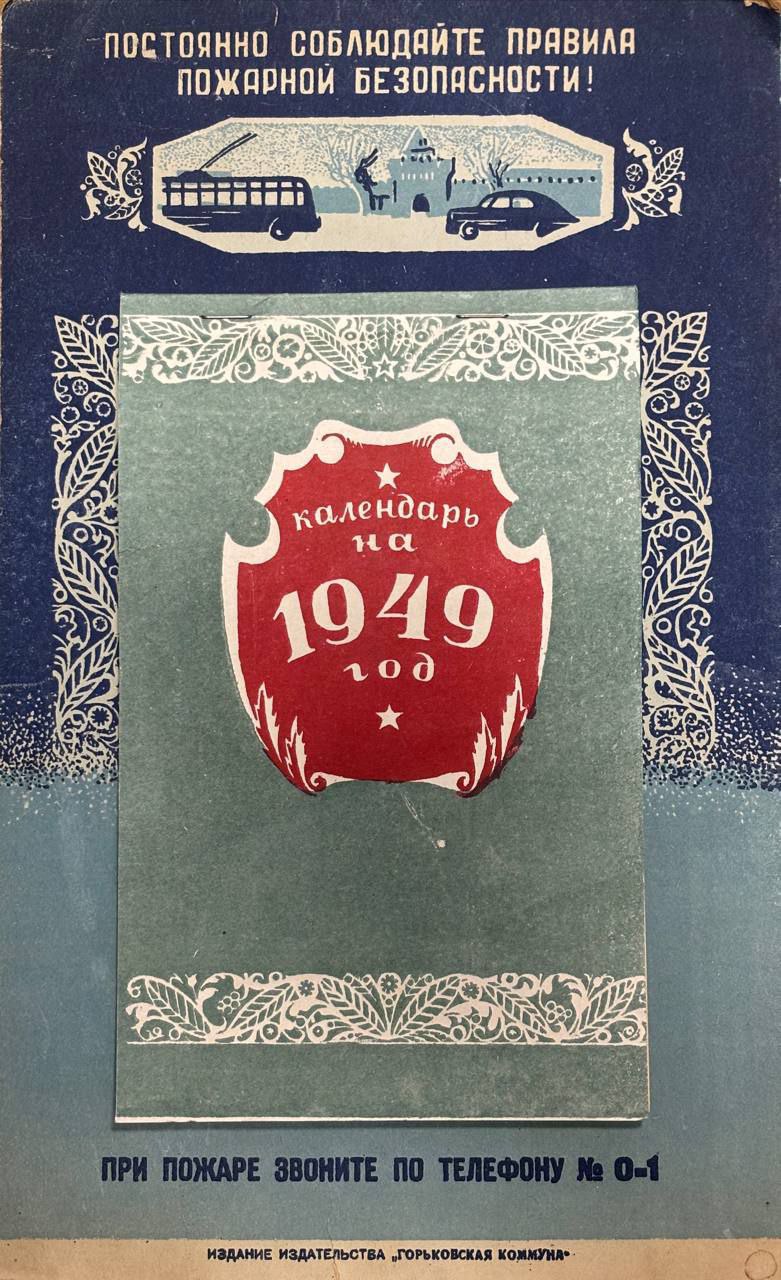 ПОСТОЯННО СОБЛЮДАЙТЕ ПРАВИЛА
ПОЖАРНОЙ БЕЗОПАСНОСТИ!
календарь
на
1949
год
ПРИ ПОЖАРЕ ЗВОНИТЕ ПО ТЕЛЕФОНУ № 0-1
ИЗДАНИЕ ИЗДАТЕЛЬСТВА „ГОРЬКОВСКАЯ КОММУНА"